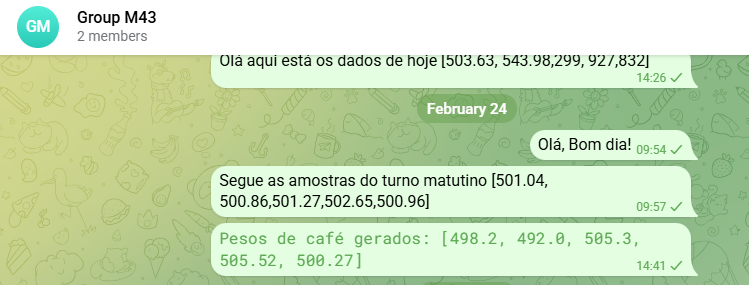 GM
Group M43
2 members
Olá aqui está os dados de hoje [503.63, 543.98,299, 927,832]
14:26
February 24
Olá, Bom dia! 09:54
Segue as amostras do turno matutino [501.04,
500.86,501.27,502.65,500.96]
09:57
Pesos de café gerados: [498.2, 492.0, 505.3,
505.52, 500.27]
14:41